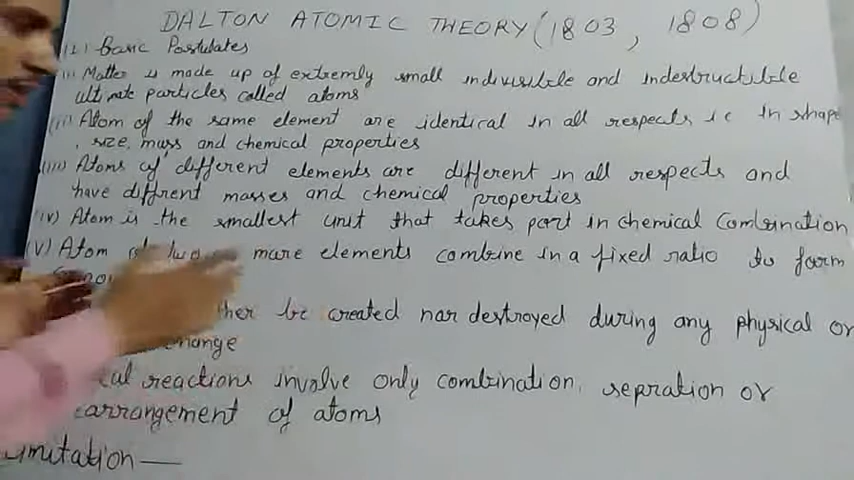 DALTON ATOMIC THEORY (1803, 1808)
Basic Postulates
(i) Matter is made up of extremly small indivisible and indestructible
ultimate particles called atoms
(ii) Atom of the same element are identical in all respects i.e in shape
, size, mass and chemical properties
(iii) Atoms of different elements are different in all respects and
have diffrent masses and chemical properties
(iv) Atom is the smallest unit that takes part in chemical Combination
(V) Atom more elements combine in a fixed ratio to form
be created nor destroyed during any physical or
change
reactions involve only combination, sepration or
arrangement of atoms